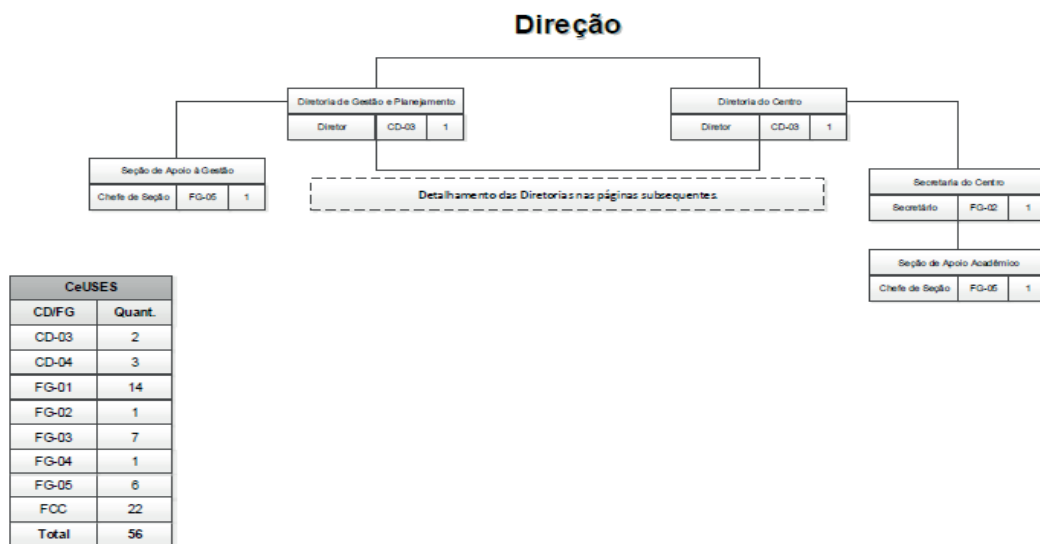 Direção
Diretoria de Gestão e Planejamento
Diretor CD-03 1
Diretoria do Centro
Diretor CD-03 1
Seção de Apoio à Gestão
Chefe de Seção FG-05 1
Detalhamento das Diretorias nas páginas subsequentes.
Secretaria do Centro
Secretário FG-02 1
Seção de Apoio Acadêmico
Chefe de Seção FG-05 1
CeUSES
CD/FG Quant.
CD-03 2
CD-04 3
FG-01 14
FG-02 1
FG-03 7
FG-04 1
FG-05 6
FCC 22
Total 56